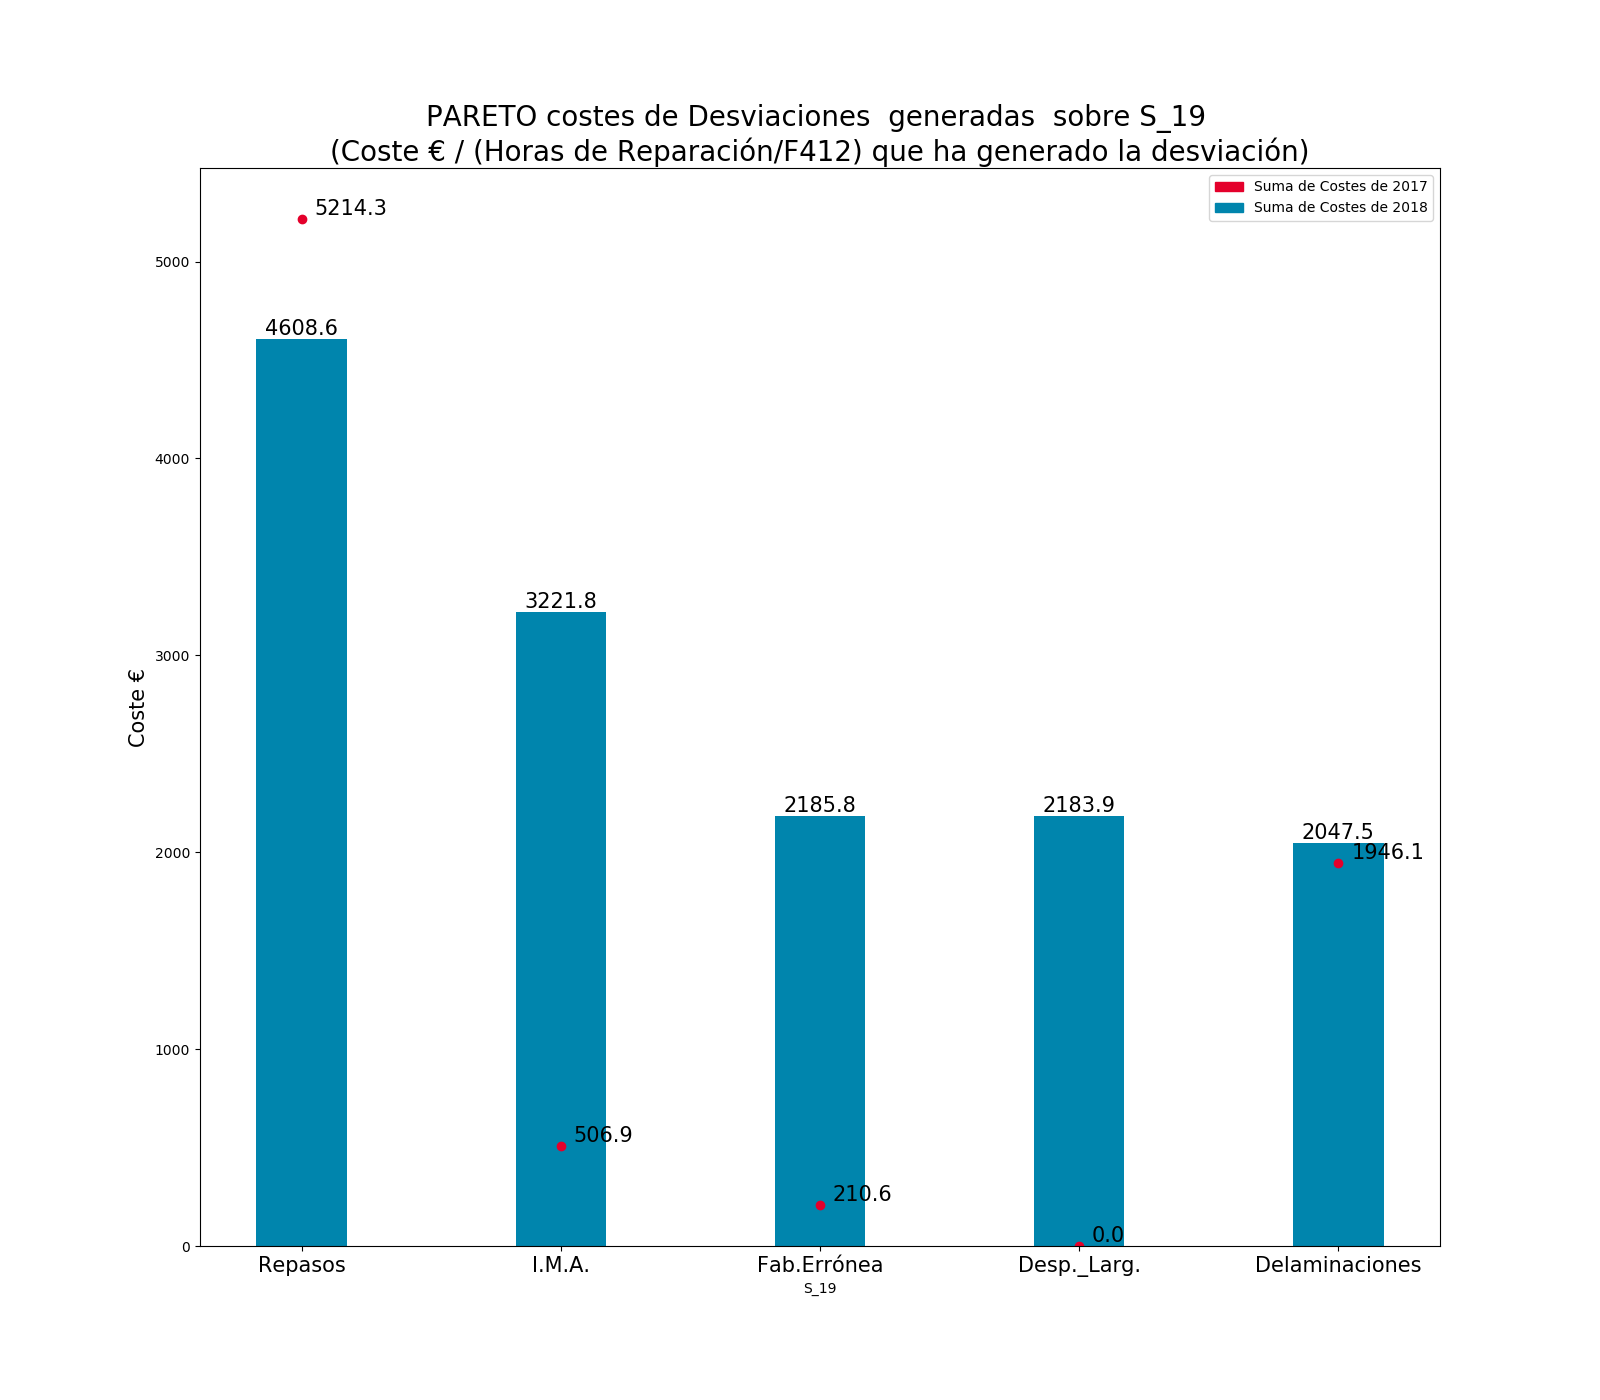 PARETO costes de Desviaciones  generadas  sobre S_19
(Coste € / (Horas de Reparación/F412) que ha generado la desviación)
Suma de Costes de 2017
Suma de Costes de 2018
5214.3
5000
4608.6
4000
3221.8
3000
Coste €
2185.8
2183.9
2047.5
1946.1
2000
1000
506.9
210.6
0.0
0
Repasos
I.M.A.
Fab.Errónea
Desp._Larg.
Delaminaciones
S_19